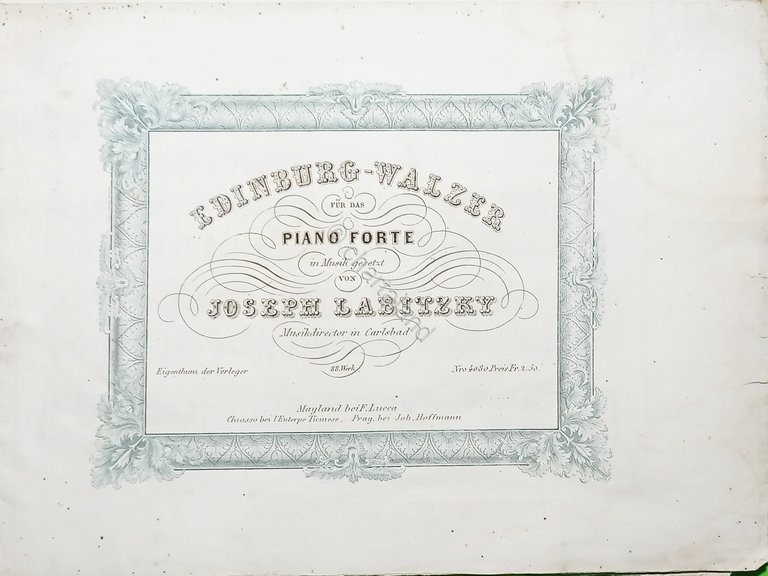 EDINBURG-WALZER
FÜR DAS
PIANO FORTE
in Musik gesetzt
VON
JOSEPH LABITZKY
Musikdirector in Carlsbad
88. Werk.
Eigenthum der Verleger
Nro 4080. Preis Fr. 2.50.
Mayland bei F. Lucca
Chiasso bei l'Euterpe Ticinese. Prag, bei Joh. Hoffmann